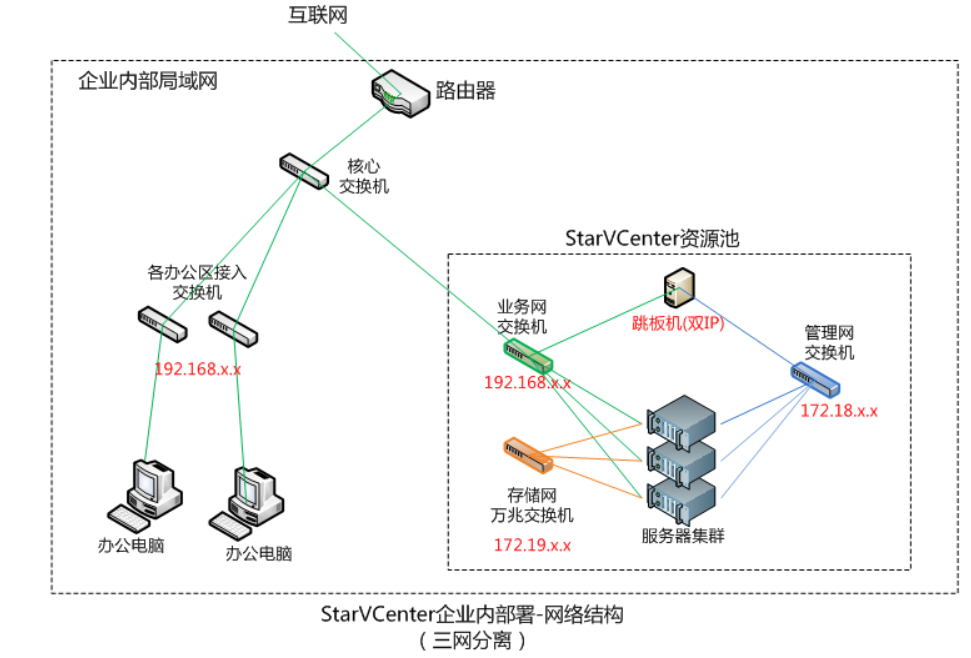 互联网
企业内部局域网
路由器
核心
交换机
StarVCenter资源池
各办公区接入
交换机
业务网
交换机
跳板机(双IP)
管理网
交换机
192.168.x.x
192.168.x.x
172.18.x.x
存储网
万兆交换机
172.19.x.x
服务器集群
办公电脑
办公电脑
StarVCenter企业内部署-网络结构
（三网分离）